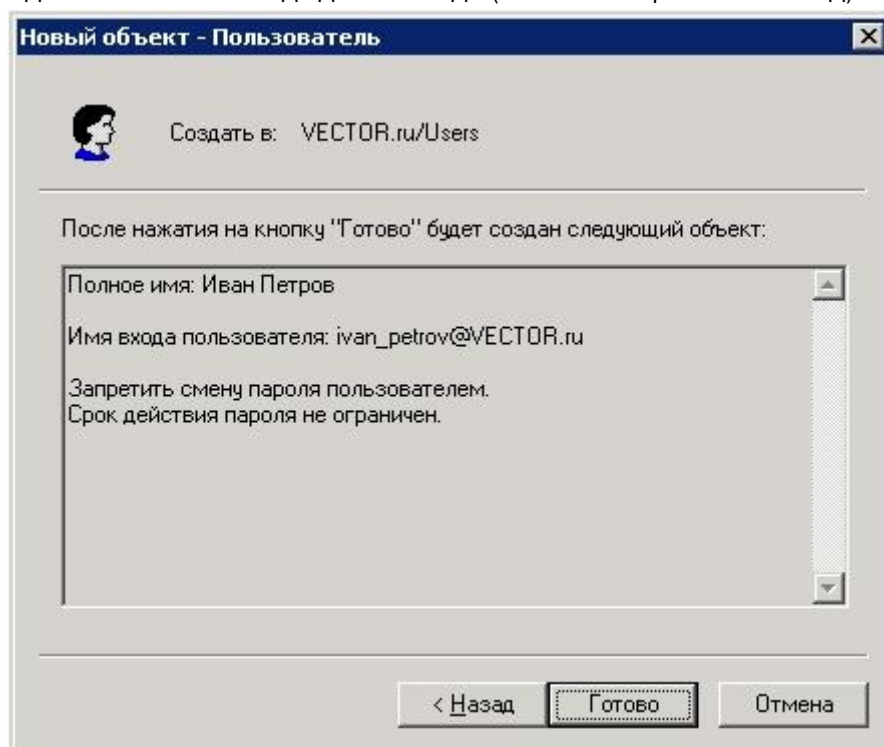 Новый объект - Пользователь
Создать в: VECTOR.ru/Users
После нажатия на кнопку "Готово" будет создан следующий объект:
Полное имя: Иван Петров
Имя входа пользователя: ivan_petrov@VECTOR.ru
Запретить смену пароля пользователем.
Срок действия пароля не ограничен.
< Назад Готово Отмена